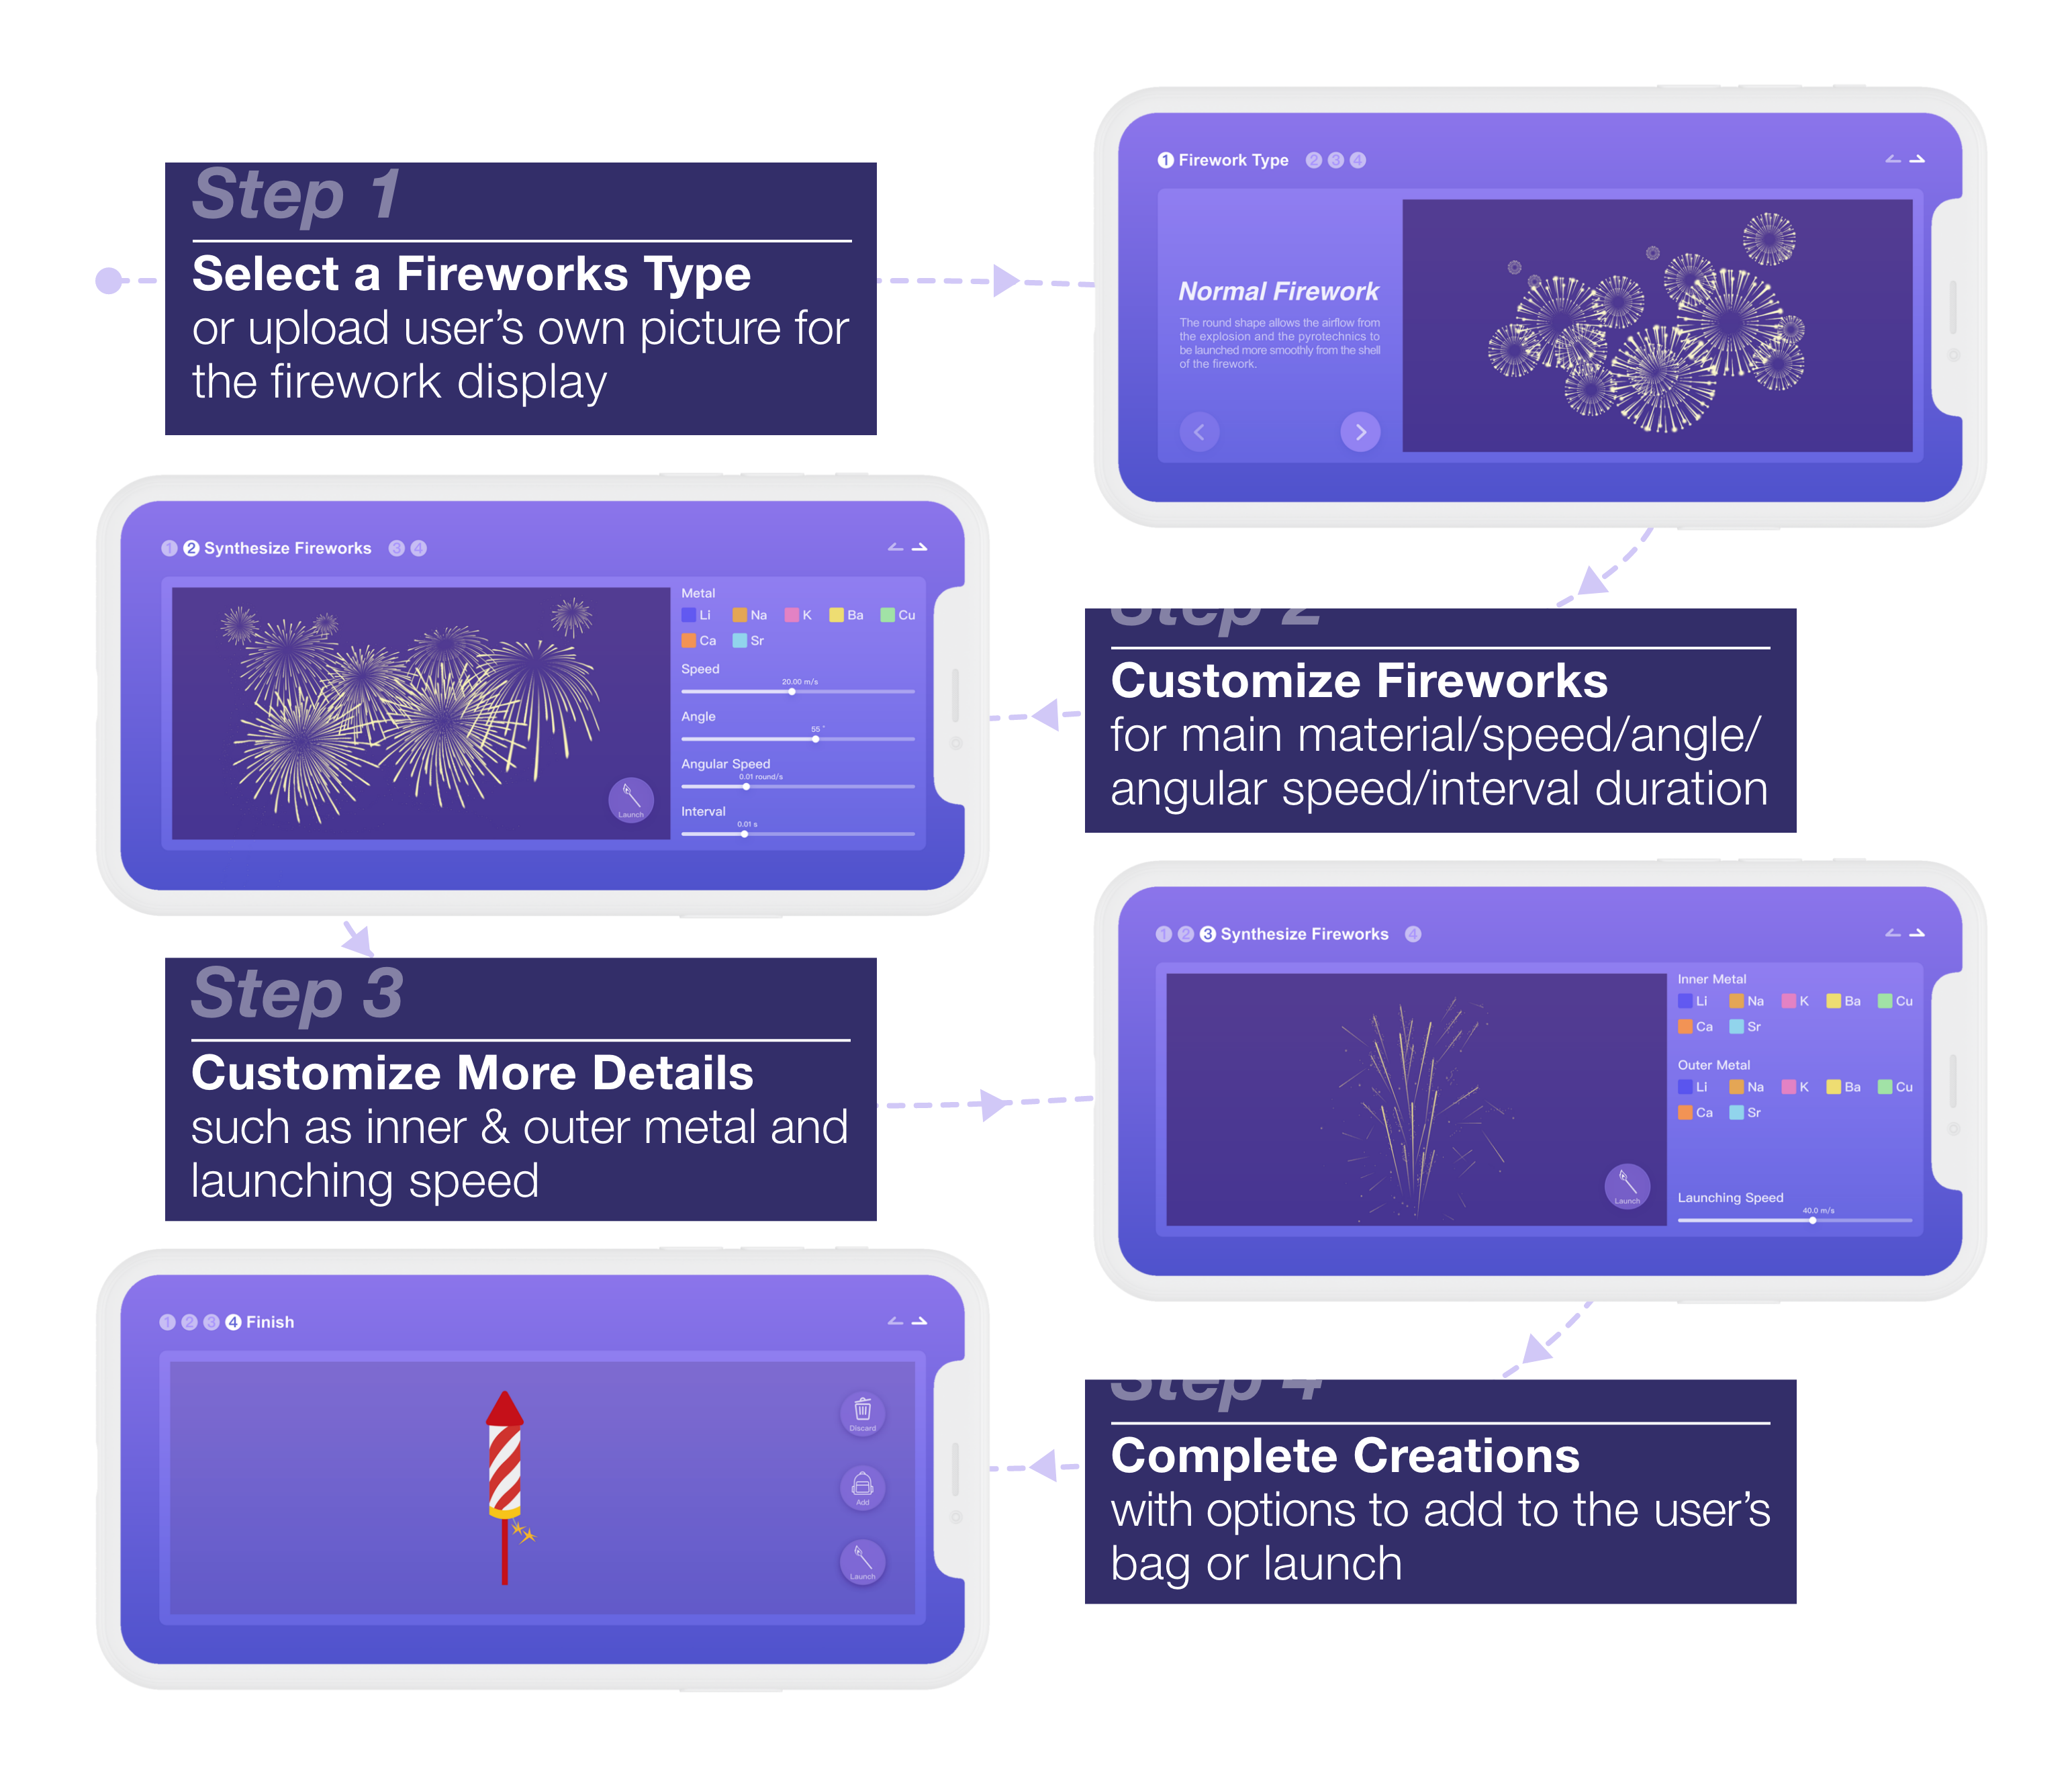 Step 1
Select a Fireworks Type
or upload user’s own picture for
the firework display
1 Firework Type 2 3 4
Normal Firework
The round shape allows the airflow from
the explosion and the pyrotechnics to
be launched more smoothly from the shell
of the firework.
Step 2
Customize Fireworks
for main material/speed/angle/
angular speed/interval duration
1 2 Synthesize Fireworks 3 4
Metal
Li Na K Ba Cu
Ca Sr
Speed
20.00 m/s
Angle
55 °
Angular Speed
0.01 round/s
Interval
0.01 s
Launch
Step 3
Customize More Details
such as inner & outer metal and
launching speed
1 2 3 Synthesize Fireworks 4
Inner Metal
Li Na K Ba Cu
Ca Sr
Outer Metal
Li Na K Ba Cu
Ca Sr
Launching Speed
40.0 m/s
Launch
Step 4
Complete Creations
with options to add to the user’s
bag or launch
1 2 3 4 Finish
Discard
Add
Launch